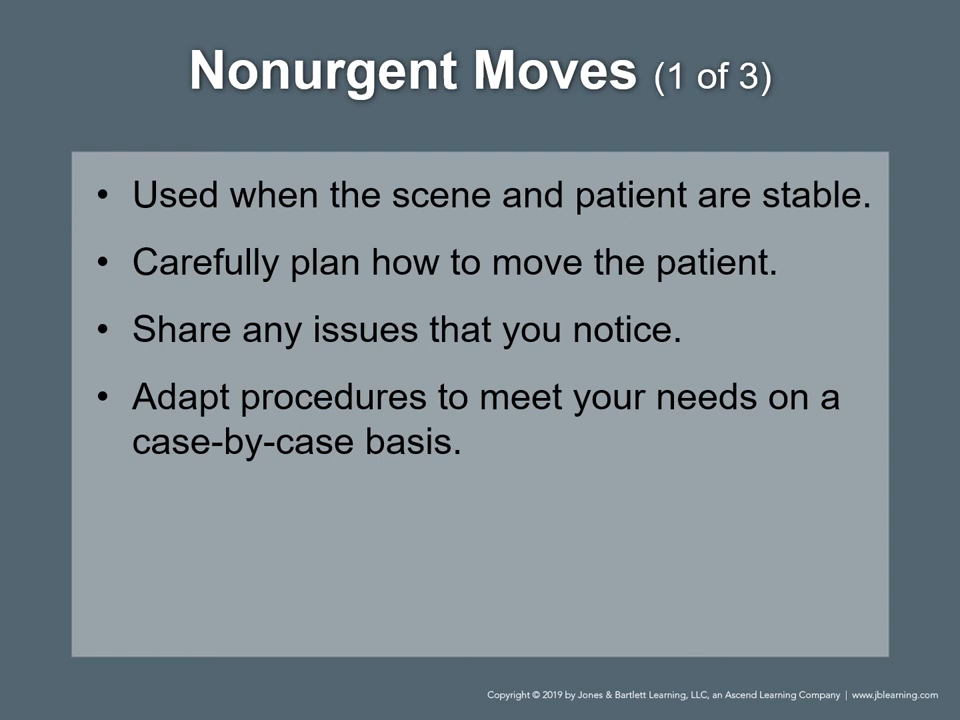 Nonurgent Moves (1 of 3)
• Used when the scene and patient are stable.
• Carefully plan how to move the patient.
• Share any issues that you notice.
• Adapt procedures to meet your needs on a
case-by-case basis.
Copyright © 2019 by Jones & Bartlett Learning, LLC, an Ascend Learning Company | www.jblearning.com